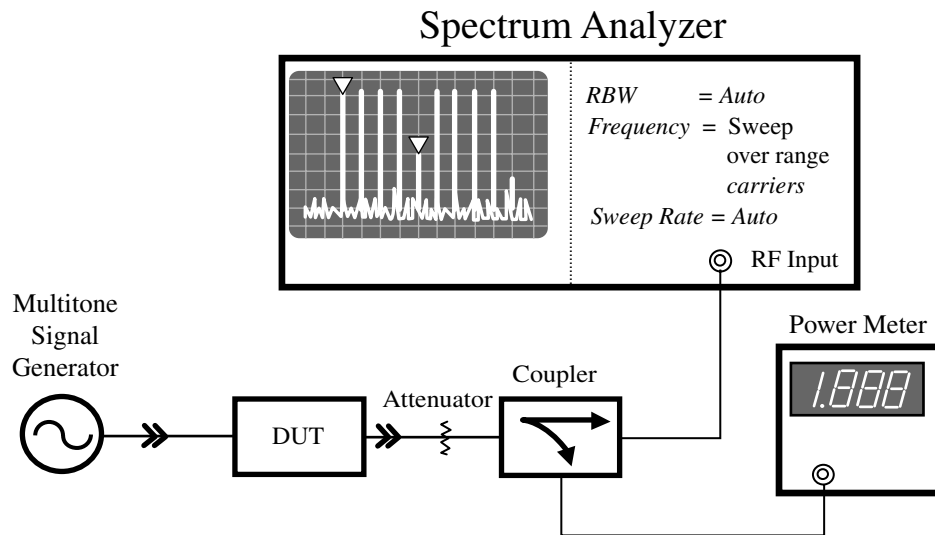 Spectrum Analyzer
RBW = Auto
Frequency = Sweep
over range
carriers
Sweep Rate = Auto
RF Input
Multitone
Signal
Generator
Power Meter
1.888
Coupler
Attenuator
DUT